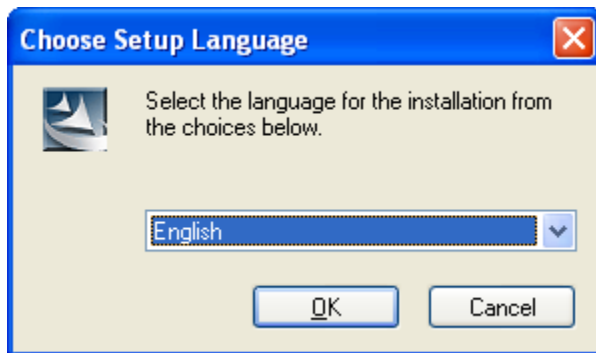 Choose Setup Language
Select the language for the installation from
the choices below.
English
OK
Cancel